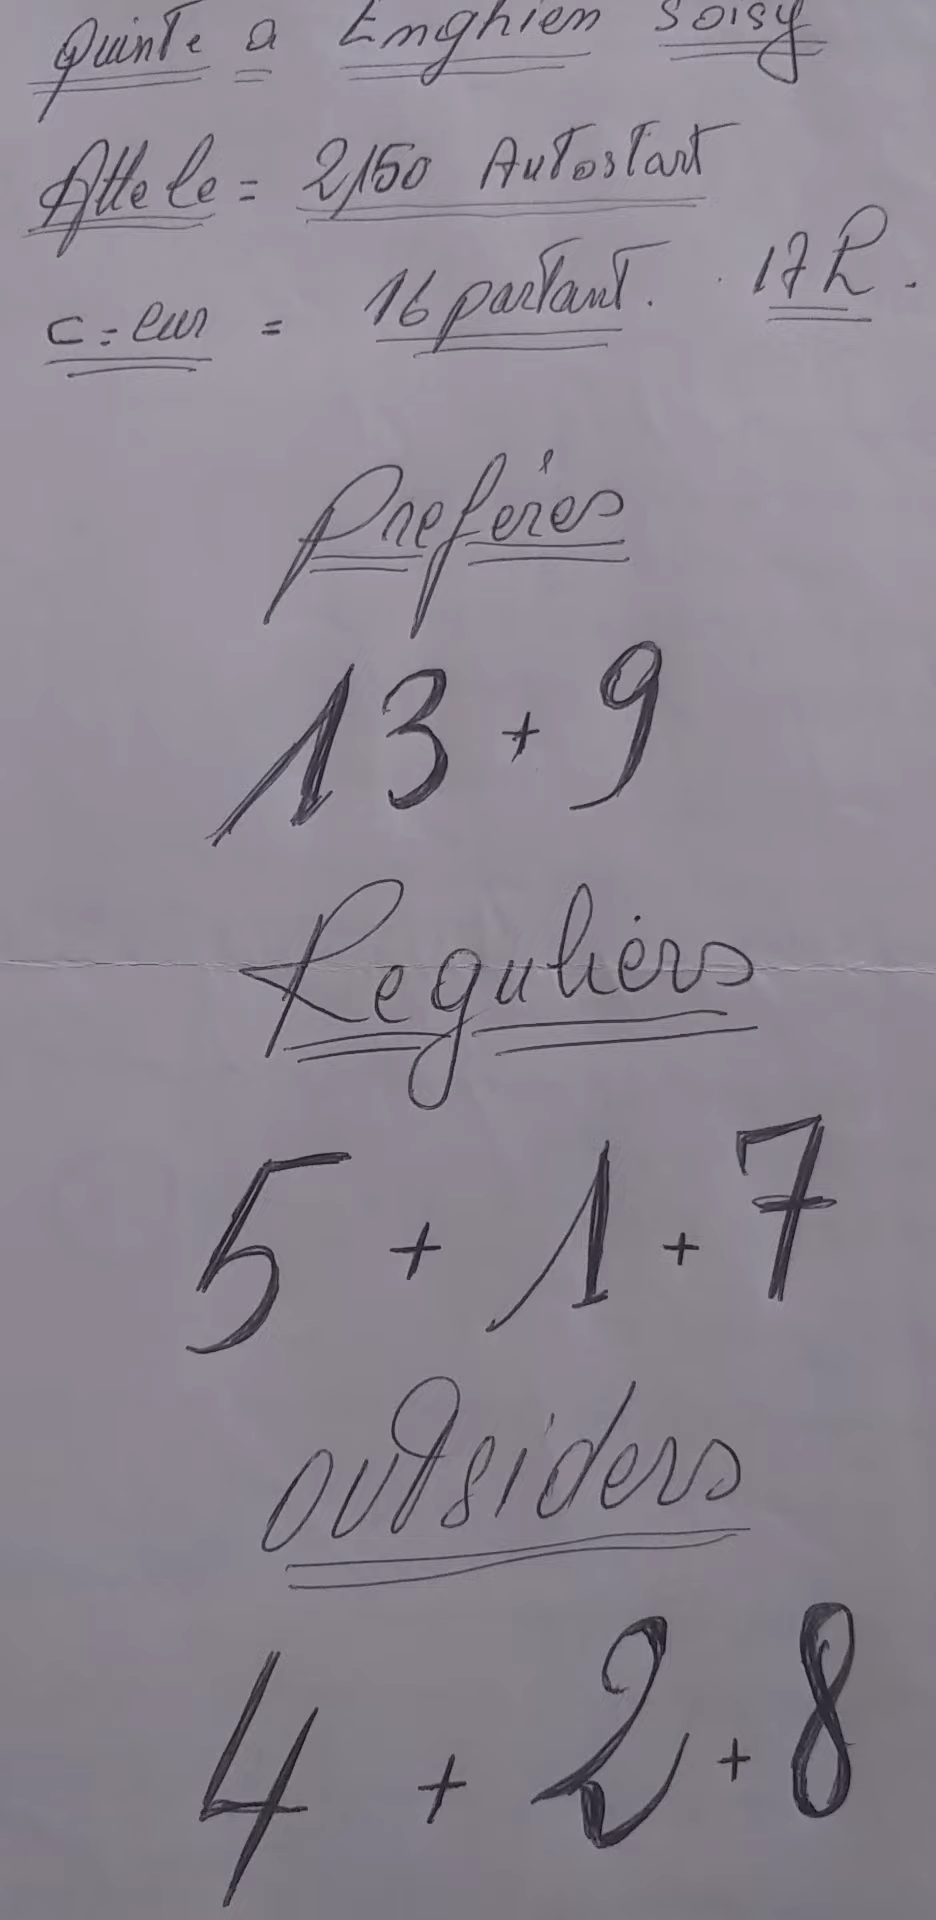 Quinte a Enghien Soisy
Attele = 2150 Autostart
c = eur = 16 partant. 17 h.
Preferes
13 + 9
Reguliers
5 + 1 + 7
outsiders
4 + 2 + 8